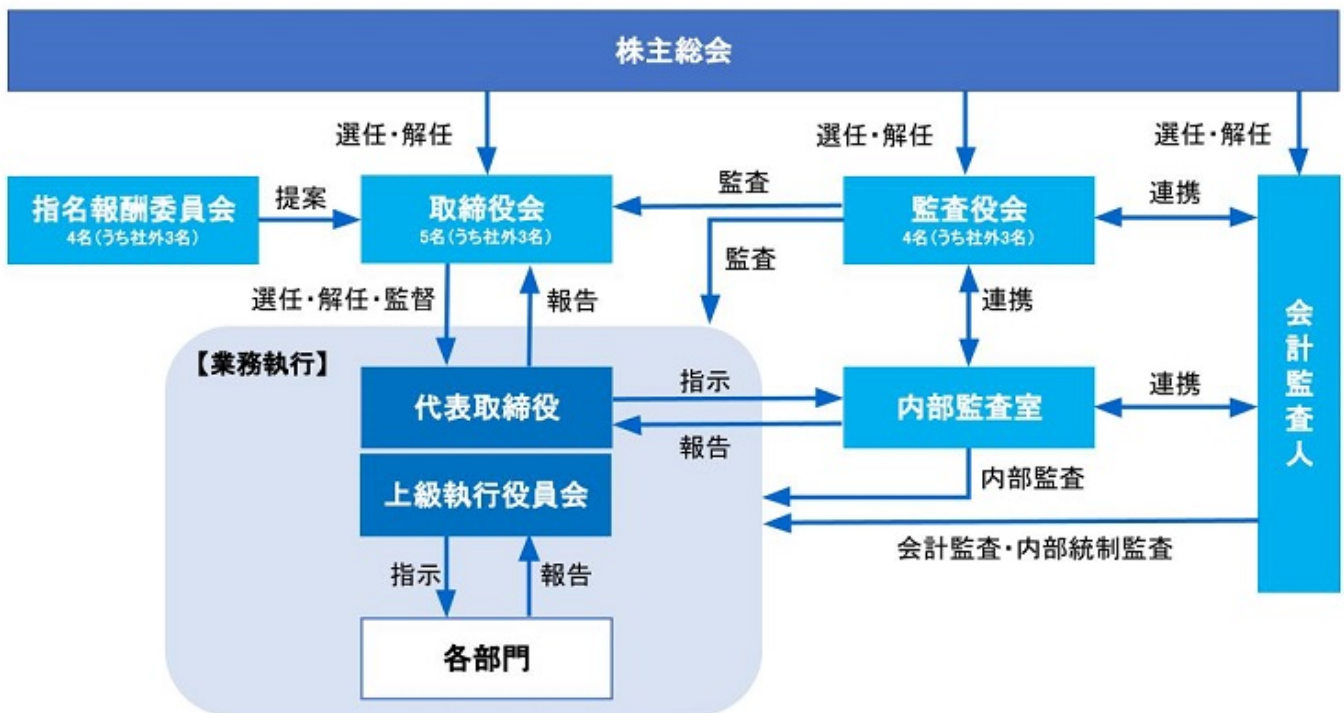 株主総会
選任・解任
選任・解任
選任・解任
指名報酬委員会
4名(うち社外3名)
提案
取締役会
5名(うち社外3名)
監査
監査役会
4名(うち社外3名)
連携
監査
選任・解任・監督
報告
連携
会計監査人
【業務執行】
代表取締役
指示
報告
内部監査室
連携
上級執行役員会
内部監査
会計監査・内部統制監査
指示
報告
各部門